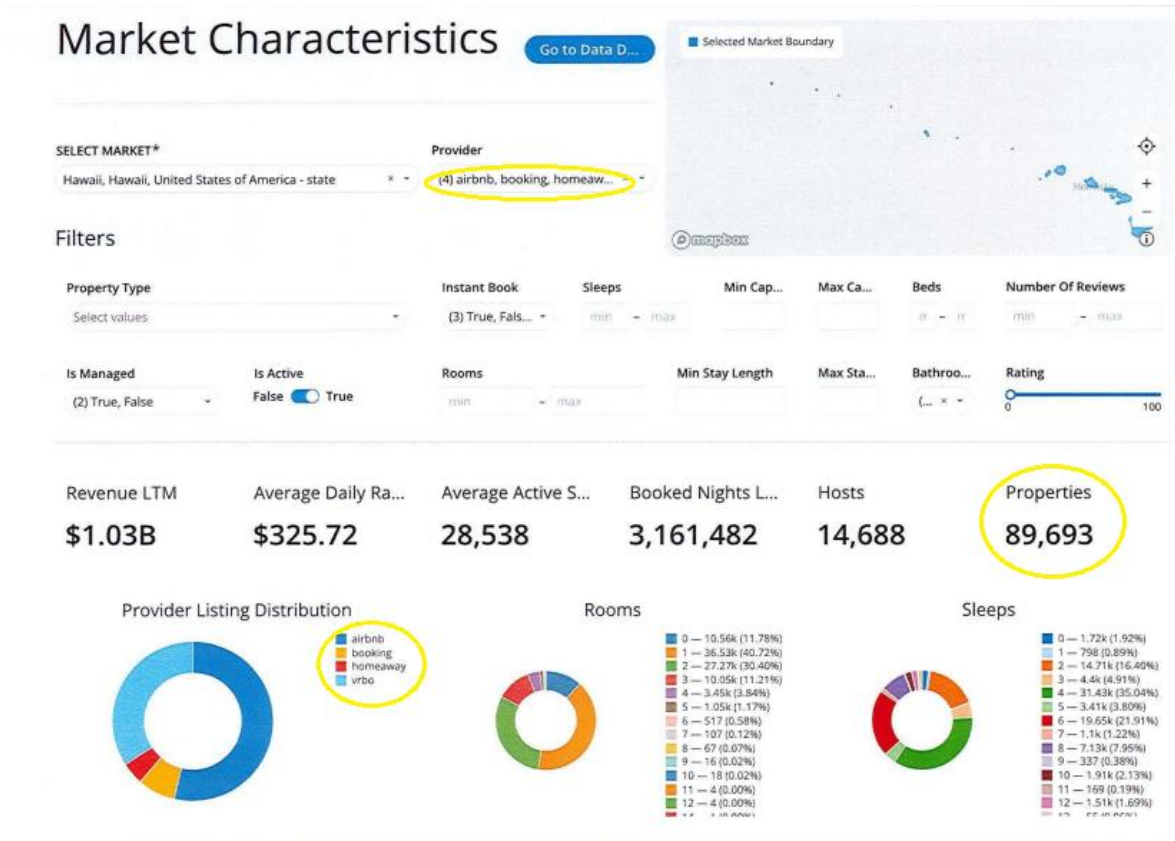 Market Characteristics
Go to Data D...
Selected Market Boundary
SELECT MARKET*
Provider
Hawaii, Hawaii, United States of America - state × 
(4) airbnb, booking, homeaw...
Filters
mapbox
Property Type
Instant Book
Sleeps
Min Cap...
Max Ca...
Beds
Number Of Reviews
Select values
(3) True, Fals...
min – max
min – max
Is Managed
Is Active
Rooms
Min Stay Length
Max Sta...
Bathroo...
Rating
(2) True, False
False True
min – max
(... ×
0 100
Revenue LTM
Average Daily Ra...
Average Active S...
Booked Nights L...
Hosts
Properties
$1.03B
$325.72
28,538
3,161,482
14,688
89,693
Provider Listing Distribution
airbnb
booking
homeaway
vrbo
Rooms
0 — 10.56k (11.78%)
1 — 36.53k (40.72%)
2 — 27.27k (30.40%)
3 — 10.05k (11.21%)
4 — 3.45k (3.84%)
5 — 1.05k (1.17%)
6 — 517 (0.58%)
7 — 107 (0.12%)
8 — 67 (0.07%)
9 — 16 (0.02%)
10 — 18 (0.02%)
11 — 4 (0.00%)
12 — 4 (0.00%)
Sleeps
0 — 1.72k (1.92%)
1 — 798 (0.89%)
2 — 14.71k (16.40%)
3 — 4.4k (4.91%)
4 — 31.43k (35.04%)
5 — 3.41k (3.80%)
6 — 19.65k (21.91%)
7 — 1.1k (1.22%)
8 — 7.13k (7.95%)
9 — 337 (0.38%)
10 — 1.91k (2.13%)
11 — 169 (0.19%)
12 — 1.51k (1.69%)